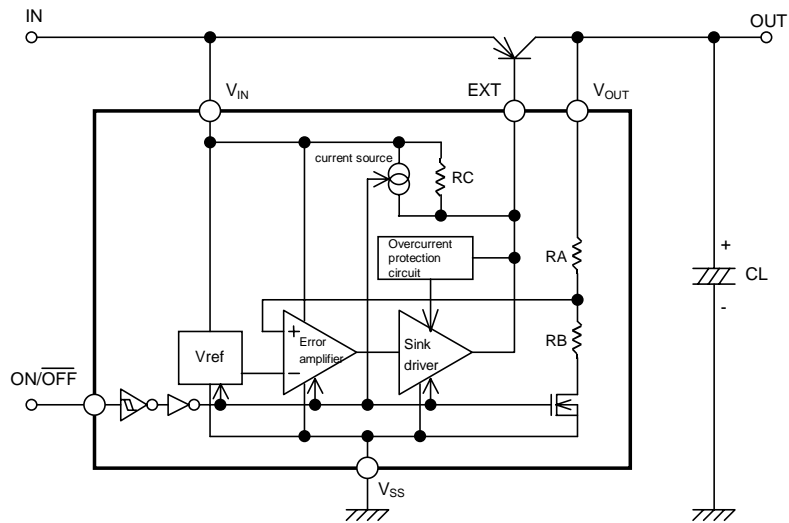 IN
OUT
VIN
EXT
VOUT
current source
RC
Overcurrent
protection
circuit
RA
+
CL
-
+
Error
amplifier
−
Sink
driver
RB
Vref
ON/O̅F̅F̅
VSS